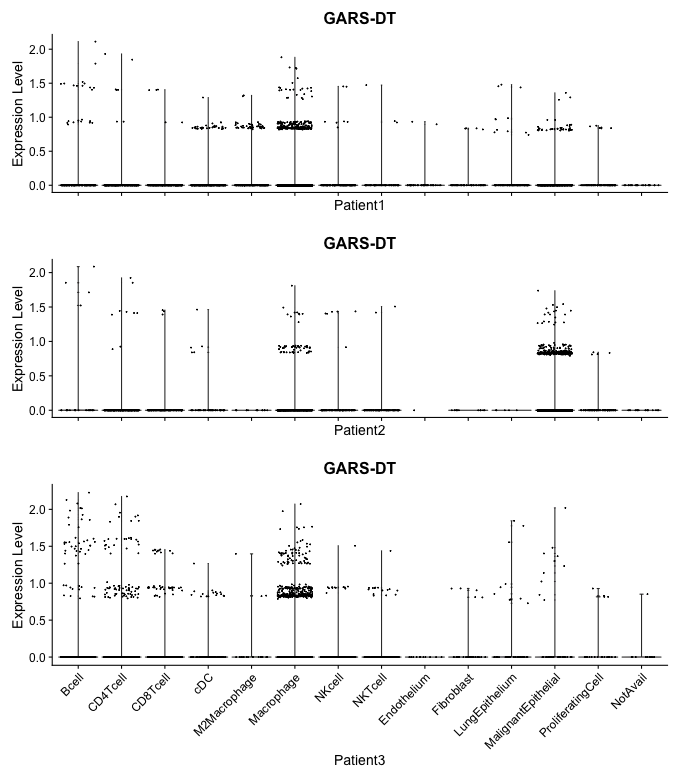 GARS-DT
Expression Level
2.0
1.5
1.0
0.5
0.0
Patient1
GARS-DT
Expression Level
2.0
1.5
1.0
0.5
0.0
Patient2
GARS-DT
Expression Level
2.0
1.5
1.0
0.5
0.0
Bcell
CD4Tcell
CD8Tcell
cDC
M2Macrophage
Macrophage
NKcell
NKTcell
Endothelium
Fibroblast
LungEpithelium
MalignantEpithelial
ProliferatingCell
NotAvail
Patient3